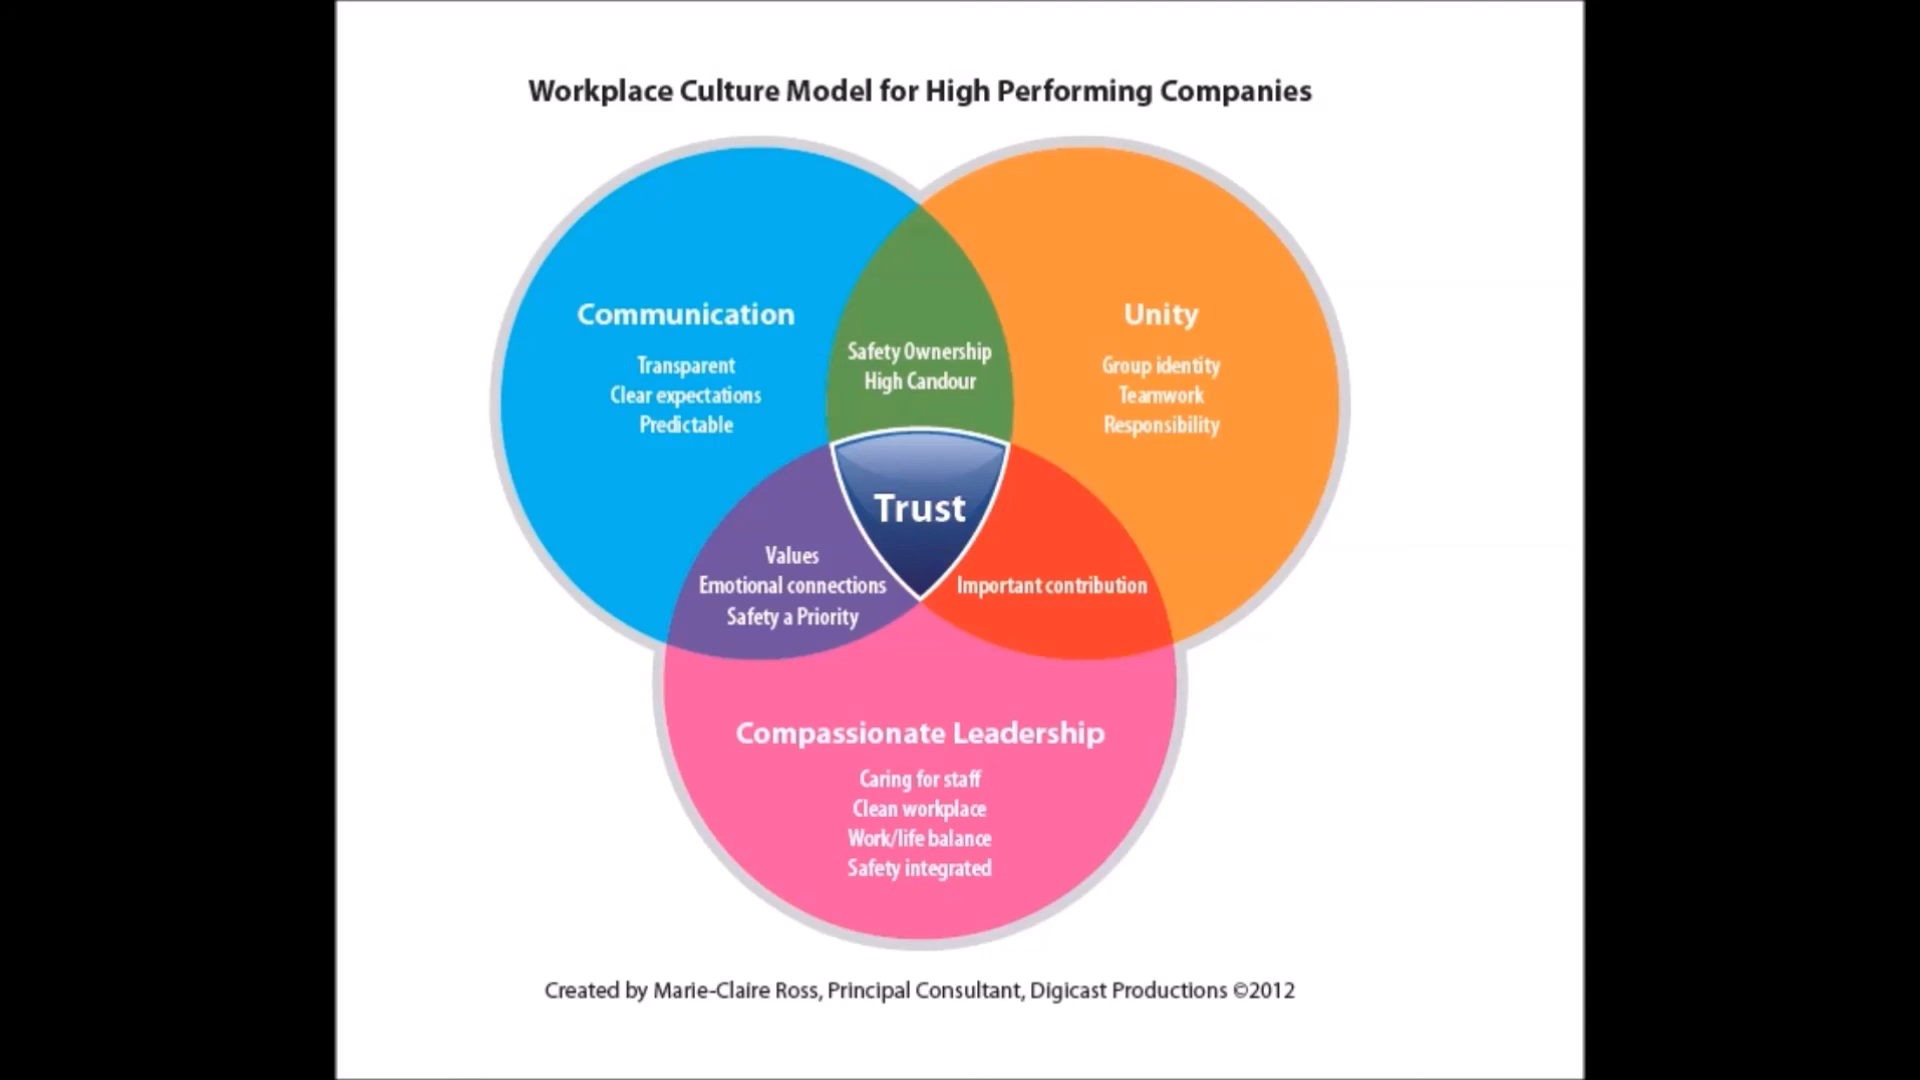 Workplace Culture Model for High Performing Companies
Communication
Transparent
Clear expectations
Predictable
Safety Ownership
High Candour
Unity
Group identity
Teamwork
Responsibility
Trust
Values
Emotional connections
Safety a Priority
Important contribution
Compassionate Leadership
Caring for staff
Clean workplace
Work/life balance
Safety integrated
Created by Marie-Claire Ross, Principal Consultant, Digicast Productions ©2012